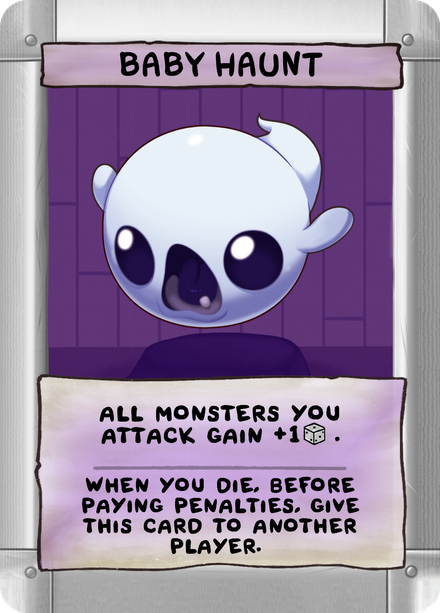 BABY HAUNT
ALL MONSTERS YOU
ATTACK GAIN +1🎲.
WHEN YOU DIE, BEFORE
PAYING PENALTIES, GIVE
THIS CARD TO ANOTHER
PLAYER.